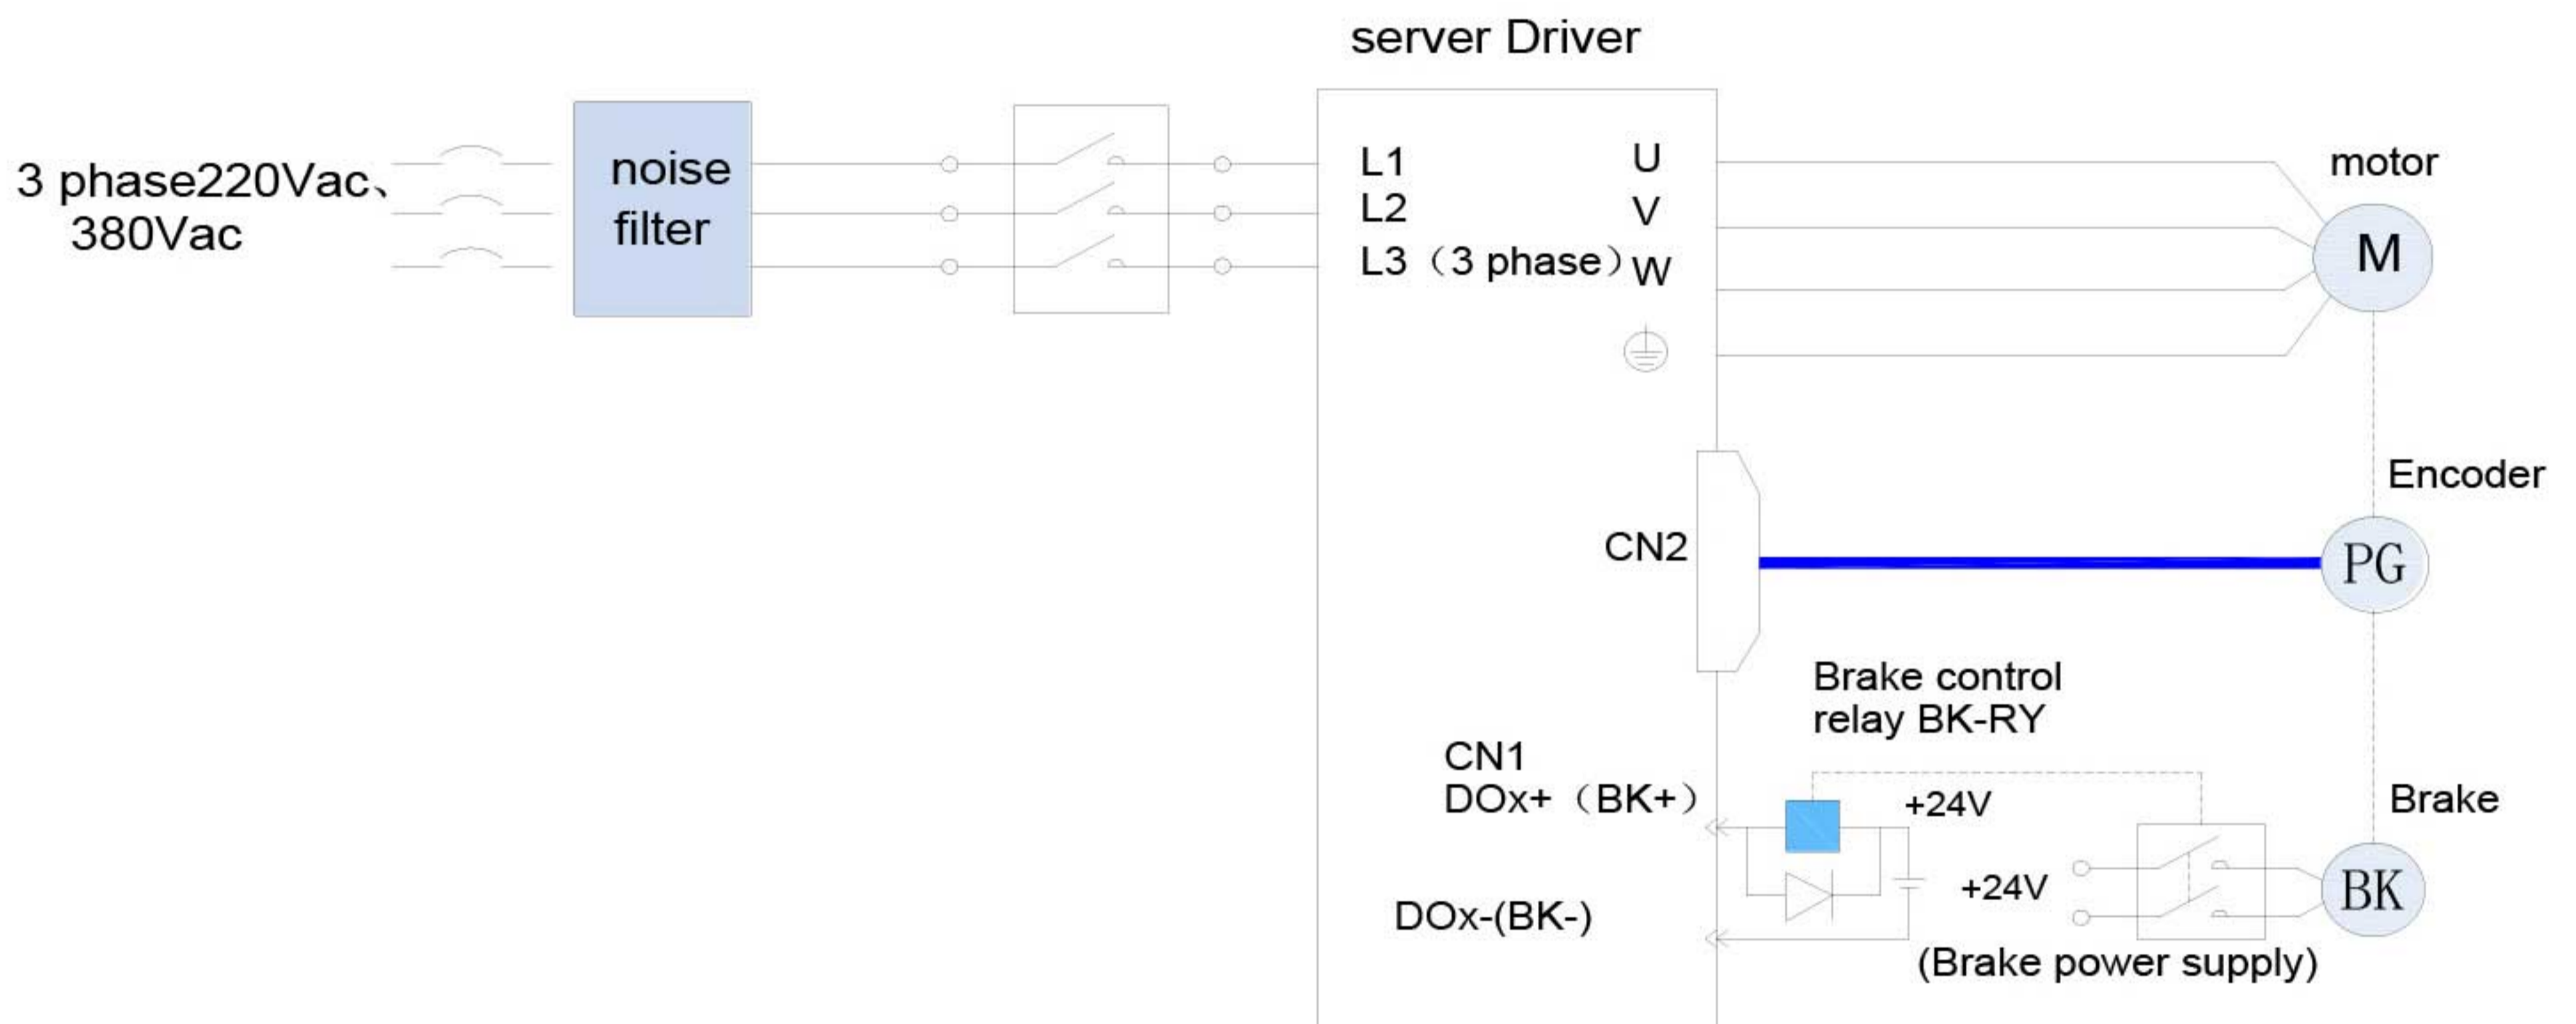 server Driver
3 phase220Vac、
380Vac
noise
filter
L1
L2
L3（3 phase）
U
V
W
motor
M
Encoder
CN2
PG
Brake control
relay BK-RY
CN1
DOx+（BK+）
+24V
Brake
+24V
BK
DOx-(BK-)
(Brake power supply)